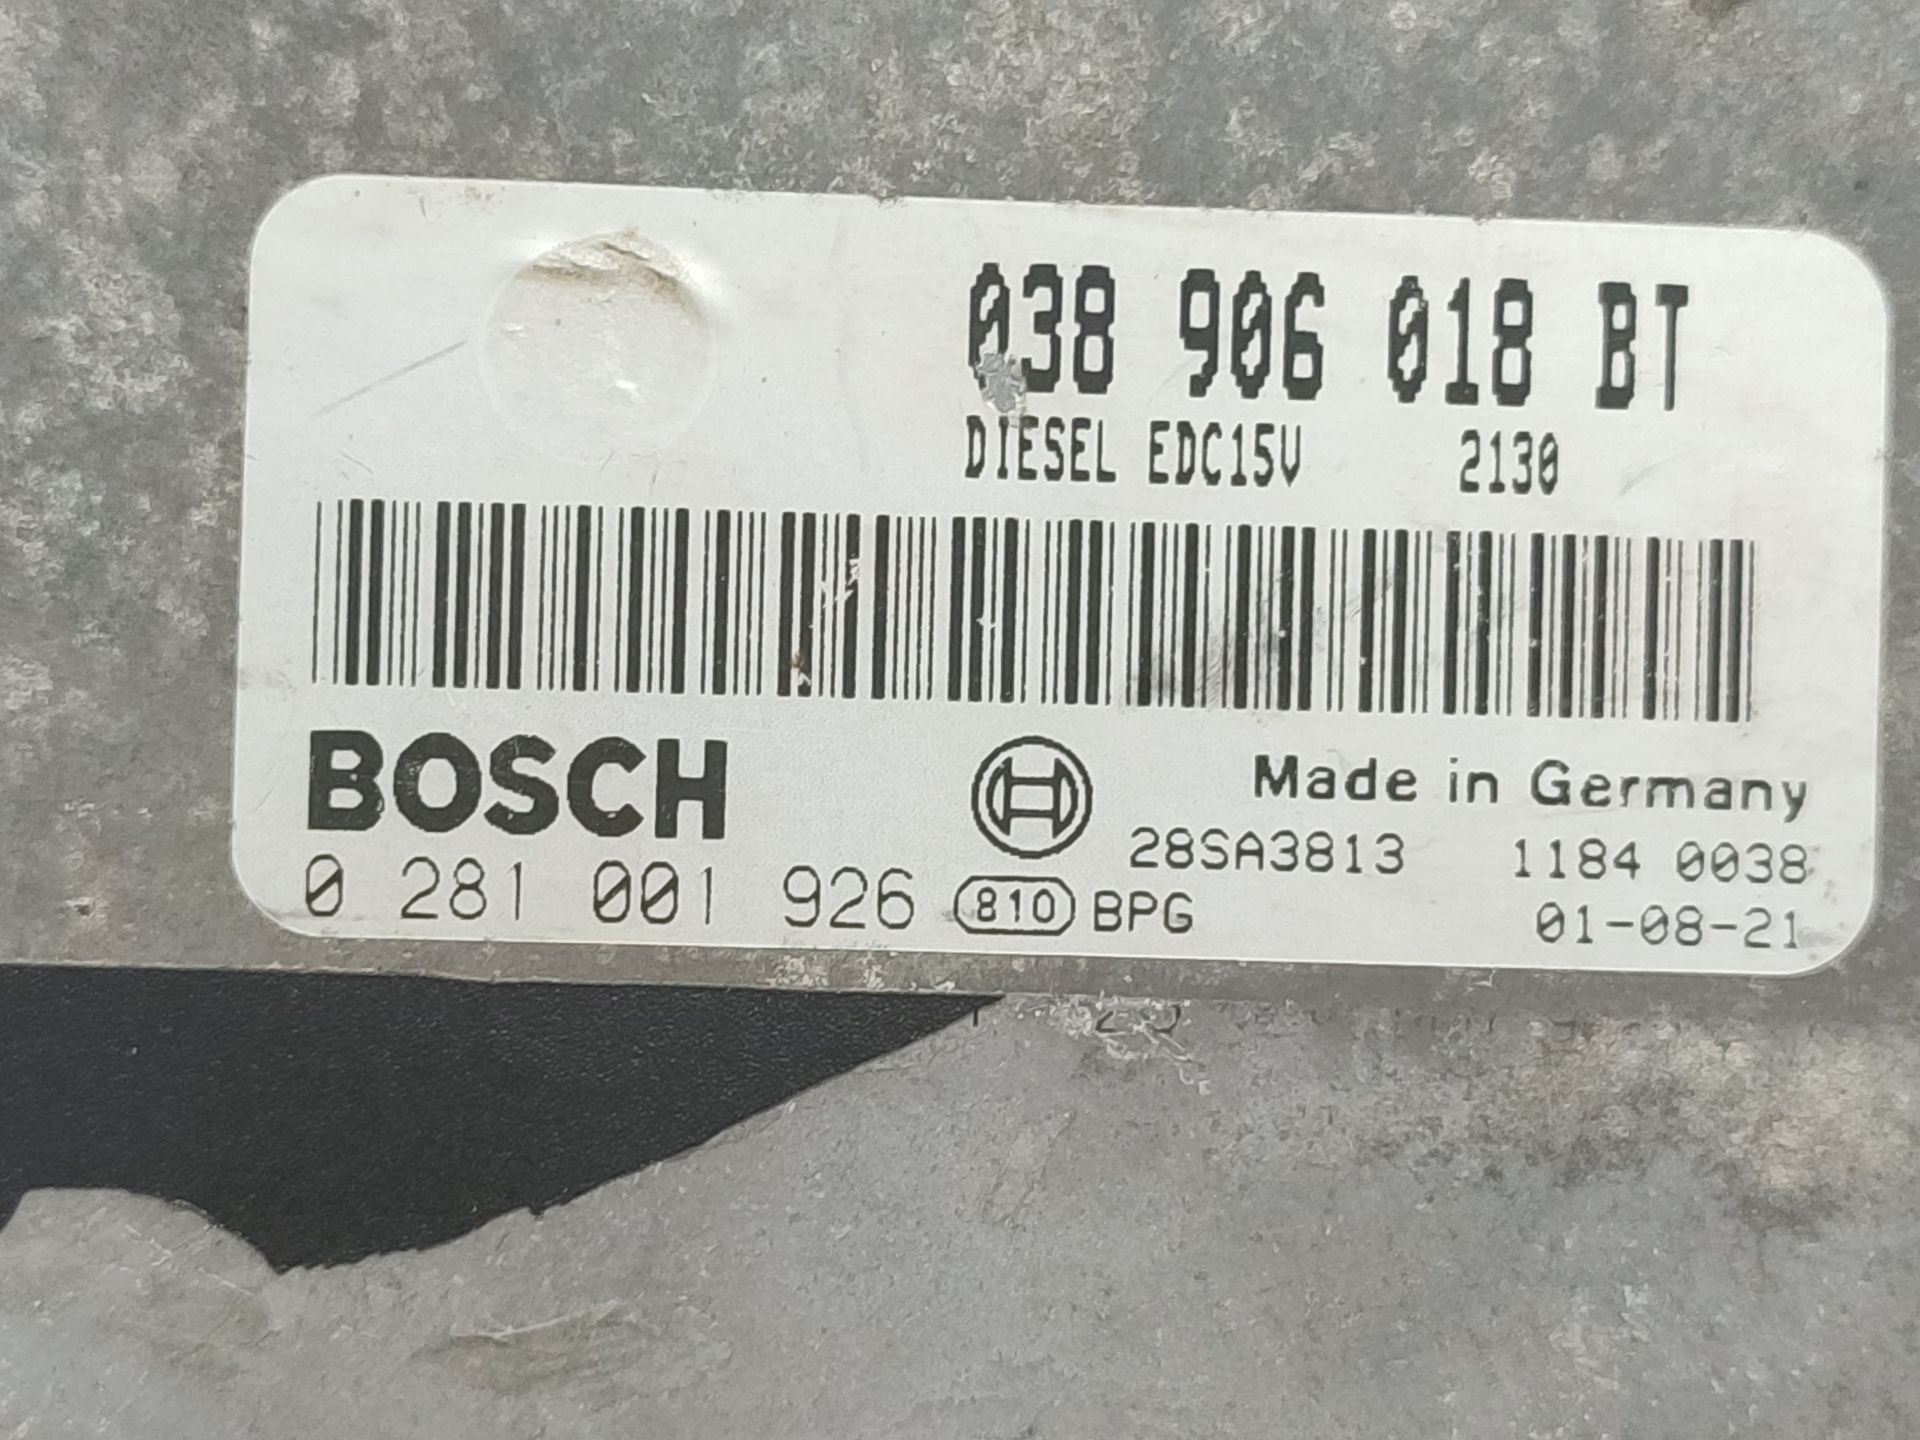 038 906 018 BT
DIESEL EDC15V 2130
BOSCH
Made in Germany
28SA3813 1184 0038
0 281 001 926 810 BPG 01-08-21